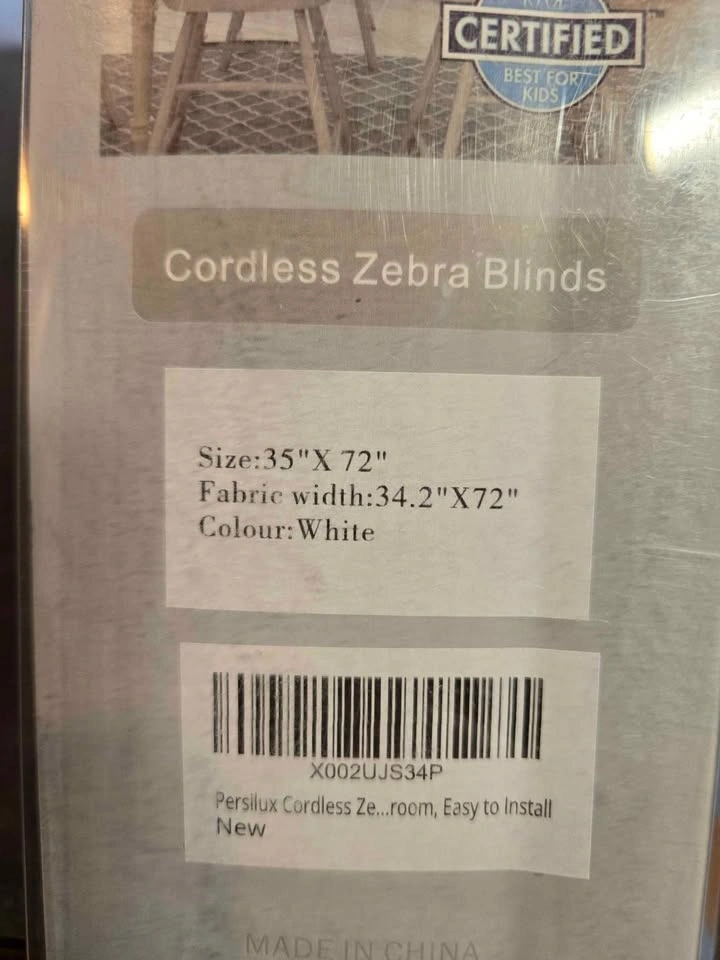 CERTIFIED
BEST FOR
KIDS
Cordless Zebra Blinds
Size:35"X 72"
Fabric width:34.2"X72"
Colour:White
X002UJS34P
Persilux Cordless Ze...room, Easy to Install
New
MADE IN CHINA